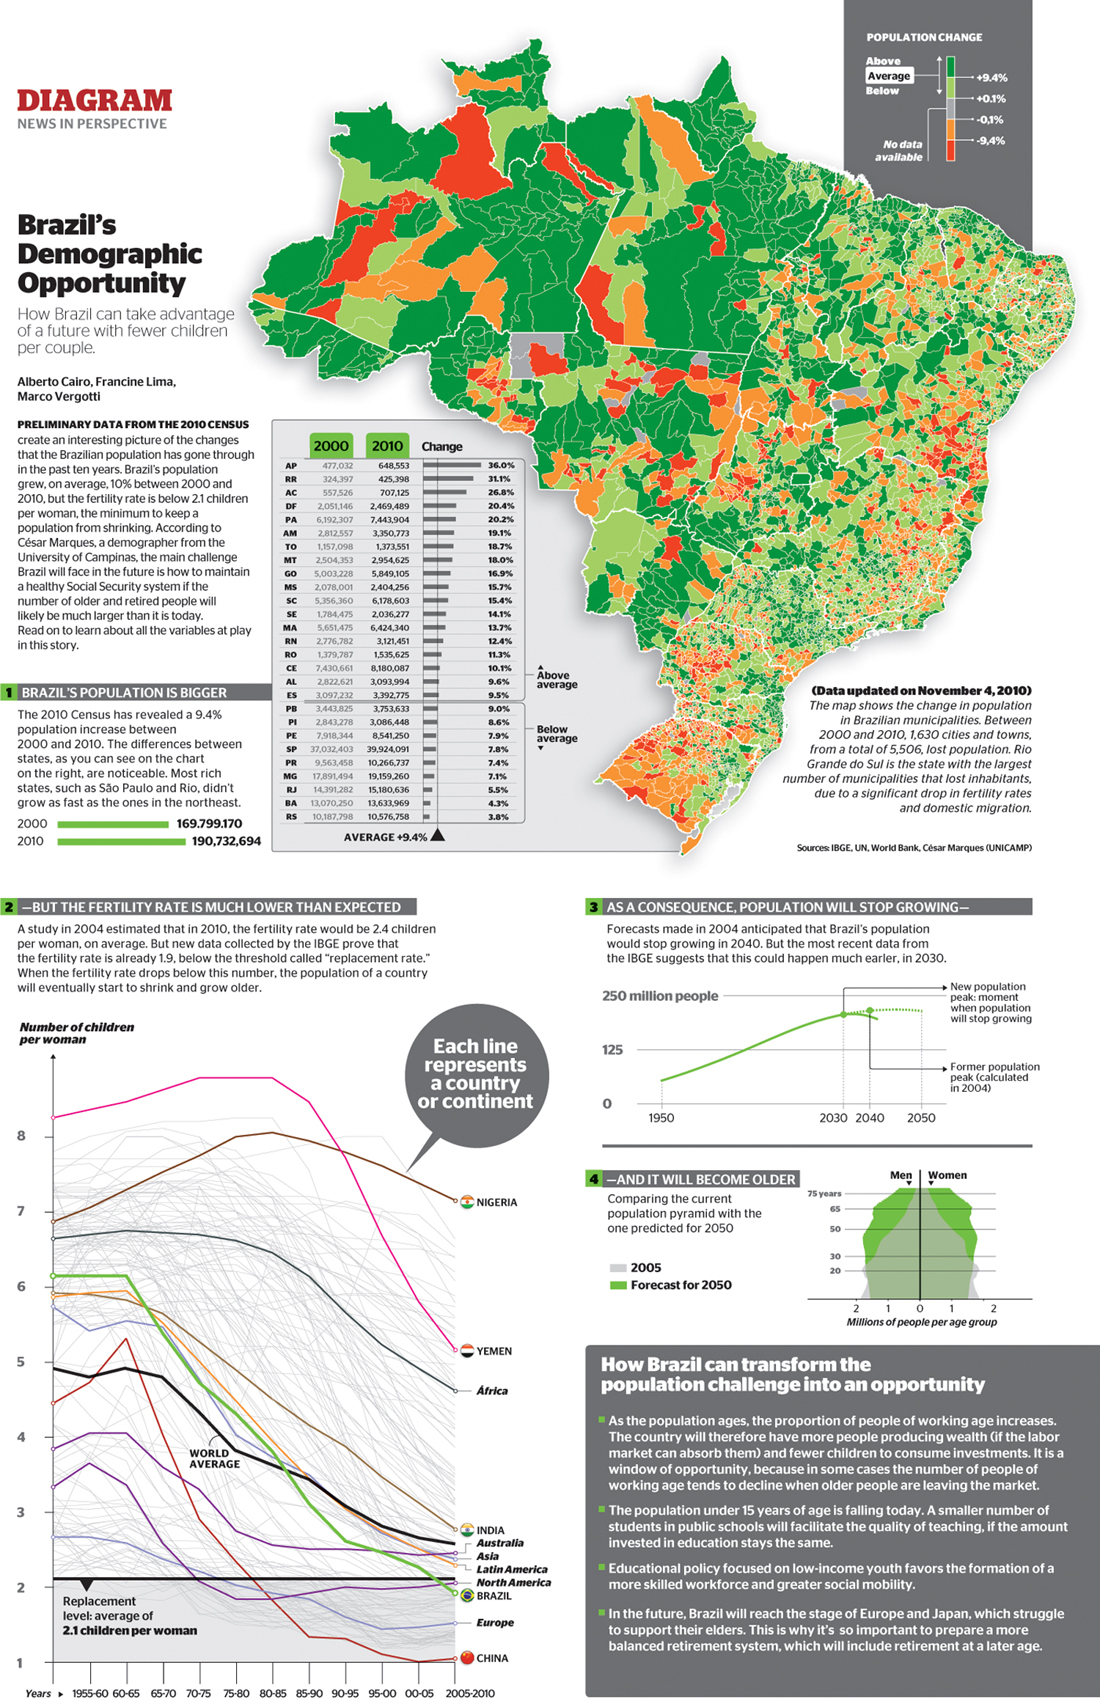 POPULATION CHANGE
Above
Average
Below
+9.4%
+0.1%
-0,1%
-9,4%
No data
available
DIAGRAM
NEWS IN PERSPECTIVE
Brazil's
Demographic
Opportunity
How Brazil can take advantage
of a future with fewer children
per couple.
Alberto Cairo, Francine Lima,
Marco Vergotti
PRELIMINARY DATA FROM THE 2010 CENSUS
create an interesting picture of the changes
that the Brazilian population has gone through
in the past ten years. Brazil's population
grew, on average, 10% between 2000 and
2010, but the fertility rate is below 2.1 children
per woman, the minimum to keep a
population from shrinking. According to
César Marques, a demographer from the
University of Campinas, the main challenge
Brazil will face in the future is how to maintain
a healthy Social Security system if the
number of older and retired people will
likely be much larger than it is today.
Read on to learn about all the variables at play
in this story.
1 BRAZIL'S POPULATION IS BIGGER
The 2010 Census has revealed a 9.4%
population increase between
2000 and 2010. The differences between
states, as you can see on the chart
on the right, are noticeable. Most rich
states, such as São Paulo and Rio, didn't
grow as fast as the ones in the northeast.
2000 169.799.170
2010 190,732,694
2000 2010 Change
AP 477,032 648,553 36.0%
RR 324,397 425,398 31.1%
AC 557,526 707,125 26.8%
DF 2,051,146 2,469,489 20.4%
PA 6,192,307 7,443,904 20.2%
AM 2,812,557 3,350,773 19.1%
TO 1,157,098 1,373,551 18.7%
MT 2,504,353 2,954,625 18.0%
GO 5,003,228 5,849,105 16.9%
MS 2,078,001 2,404,256 15.7%
SC 5,356,360 6,178,603 15.4%
SE 1,784,475 2,036,277 14.1%
MA 5,651,475 6,424,340 13.7%
RN 2,776,782 3,121,451 12.4%
RO 1,379,787 1,535,625 11.3%
CE 7,430,661 8,180,087 10.1%
AL 2,822,621 3,093,994 9.6%
ES 3,097,232 3,392,775 9.5%
PB 3,443,825 3,753,633 9.0%
PI 2,843,278 3,086,448 8.6%
PE 7,918,344 8,541,250 7.9%
SP 37,032,403 39,924,091 7.8%
PR 9,563,458 10,266,737 7.4%
MG 17,891,494 19,159,260 7.1%
RJ 14,391,282 15,180,636 5.5%
BA 13,070,250 13,633,969 4.3%
RS 10,187,798 10,576,758 3.8%
AVERAGE +9.4%
Above
average
Below
average
(Data updated on November 4, 2010)
The map shows the change in population
in Brazilian municipalities. Between
2000 and 2010, 1,630 cities and towns,
from a total of 5,506, lost population. Rio
Grande do Sul is the state with the largest
number of municipalities that lost inhabitants,
due to a significant drop in fertility rates
and domestic migration.
Sources: IBGE, UN, World Bank, César Marques (UNICAMP)
2 —BUT THE FERTILITY RATE IS MUCH LOWER THAN EXPECTED
A study in 2004 estimated that in 2010, the fertility rate would be 2.4 children
per woman, on average. But new data collected by the IBGE prove that
the fertility rate is already 1.9, below the threshold called "replacement rate."
When the fertility rate drops below this number, the population of a country
will eventually start to shrink and grow older.
Number of children
per woman
Each line
represents
a country
or continent
8
7
6
5
4
3
2
1
NIGERIA
YEMEN
África
WORLD
AVERAGE
INDIA
Australia
Asia
Latin America
North America
BRAZIL
Europe
CHINA
Replacement
level: average of
2.1 children per woman
Years 1955-60 60-65 65-70 70-75 75-80 80-85 85-90 90-95 95-00 00-05 2005-2010
3 AS A CONSEQUENCE, POPULATION WILL STOP GROWING—
Forecasts made in 2004 anticipated that Brazil's population
would stop growing in 2040. But the most recent data from
the IBGE suggests that this could happen much earler, in 2030.
250 million people
125
0
1950 2030 2040 2050
New population
peak: moment
when population
will stop growing
Former population
peak (calculated
in 2004)
4 —AND IT WILL BECOME OLDER
Comparing the current
population pyramid with the
one predicted for 2050
2005
Forecast for 2050
Men Women
75 years
65
50
30
20
2 1 0 1 2
Millions of people per age group
How Brazil can transform the
population challenge into an opportunity
As the population ages, the proportion of people of working age increases.
The country will therefore have more people producing wealth (if the labor
market can absorb them) and fewer children to consume investments. It is a
window of opportunity, because in some cases the number of people of
working age tends to decline when older people are leaving the market.
The population under 15 years of age is falling today. A smaller number of
students in public schools will facilitate the quality of teaching, if the amount
invested in education stays the same.
Educational policy focused on low-income youth favors the formation of a
more skilled workforce and greater social mobility.
In the future, Brazil will reach the stage of Europe and Japan, which struggle
to support their elders. This is why it's so important to prepare a more
balanced retirement system, which will include retirement at a later age.